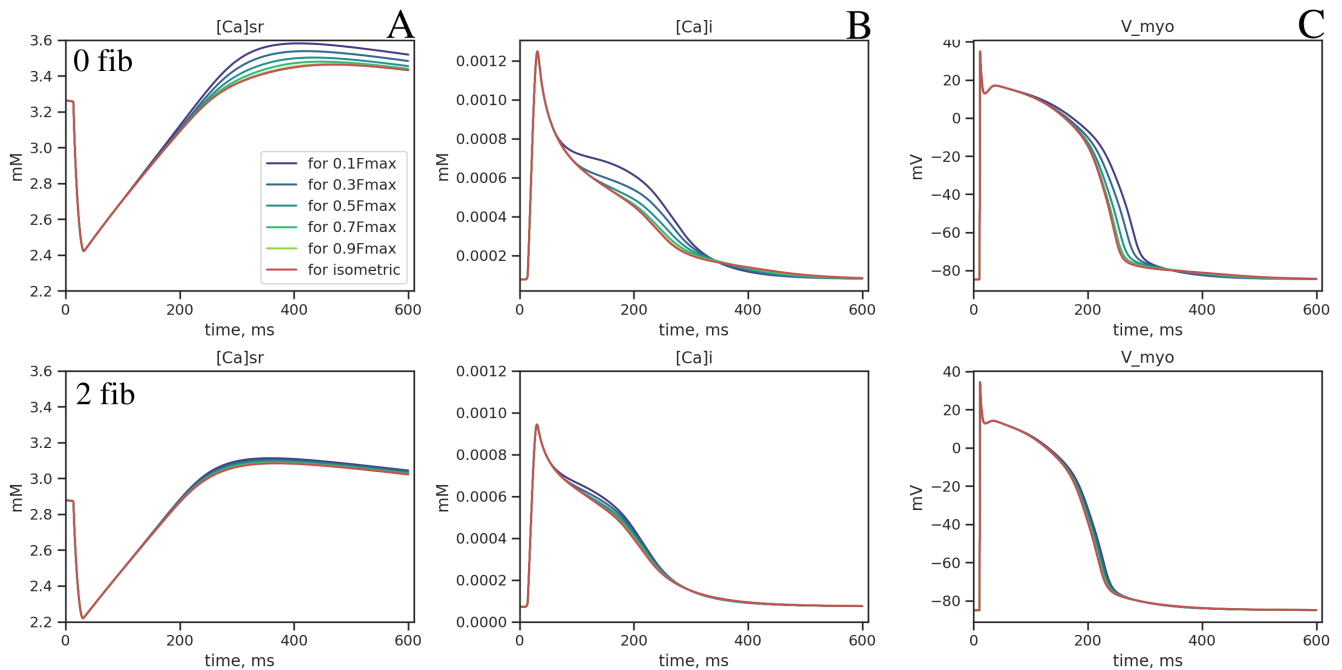 [Ca]sr
A
0 fib
3.6
3.4
3.2
3.0
2.8
2.6
2.4
2.2
mM
for 0.1Fmax
for 0.3Fmax
for 0.5Fmax
for 0.7Fmax
for 0.9Fmax
for isometric
0 200 400 600
time, ms
[Ca]i
B
0.0012
0.0010
0.0008
0.0006
0.0004
0.0002
mM
0 200 400 600
time, ms
V_myo
C
40
20
0
−20
−40
−60
−80
mV
0 200 400 600
time, ms
[Ca]sr
2 fib
3.6
3.4
3.2
3.0
2.8
2.6
2.4
2.2
mM
0 200 400 600
time, ms
[Ca]i
0.0012
0.0010
0.0008
0.0006
0.0004
0.0002
0.0000
mM
0 200 400 600
time, ms
V_myo
40
20
0
−20
−40
−60
−80
mV
0 200 400 600
time, ms